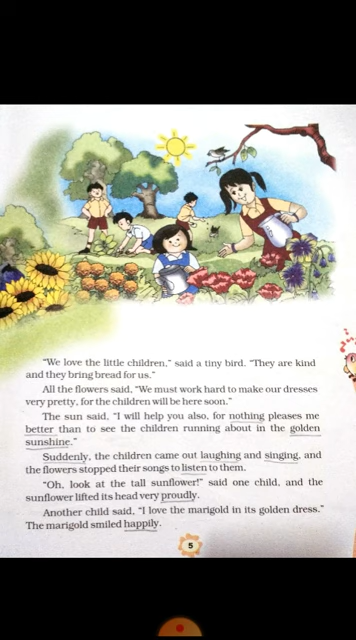 "We love the little children," said a tiny bird. "They are kind
and they bring bread for us."
All the flowers said, "We must work hard to make our dresses
very pretty, for the children will be here soon."
The sun said, "I will help you also, for nothing pleases me
better than to see the children running about in the golden
sunshine."
Suddenly, the children came out laughing and singing, and
the flowers stopped their songs to listen to them.
"Oh, look at the tall sunflower!" said one child, and the
sunflower lifted its head very proudly.
Another child said, "I love the marigold in its golden dress."
The marigold smiled happily.
5